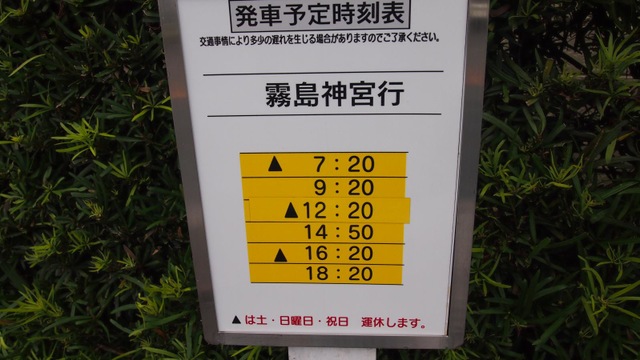 発車予定時刻表
交通事情により多少の遅れを生じる場合がありますのでご了承ください。
霧島神宮行
▲ 7：20
9：20
▲12：20
14：50
▲ 16：20
18：20
▲は土・日曜日・祝日 運休します。